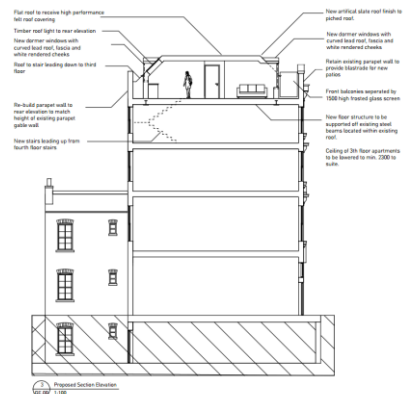 Flat roof to receive high performance
felt roof covering
Timber roof light to rear elevation
New dormer windows with
curved lead roof, fascia and
white rendered cheeks
Roof to stair leading down to third
floor
Re-build parapet wall to
rear elevation to match
height of existing parapet
gable wall
New stairs leading up from
fourth floor stairs
New artifical slate roof finish to
piched roof.
New dormer windows with
curved lead roof, fascia and
white rendered cheeks
Retain existing parapet wall to
provide blustrade for new
patios
Front balconies seperated by
1500 high frosted glass screen
New floor structure to be
supported off existing steel
beams located within existing
roof.
Ceiling of 3th floor apartments
to be lowered to min. 2300 to
suite.
Proposed Section Elevation
1:100